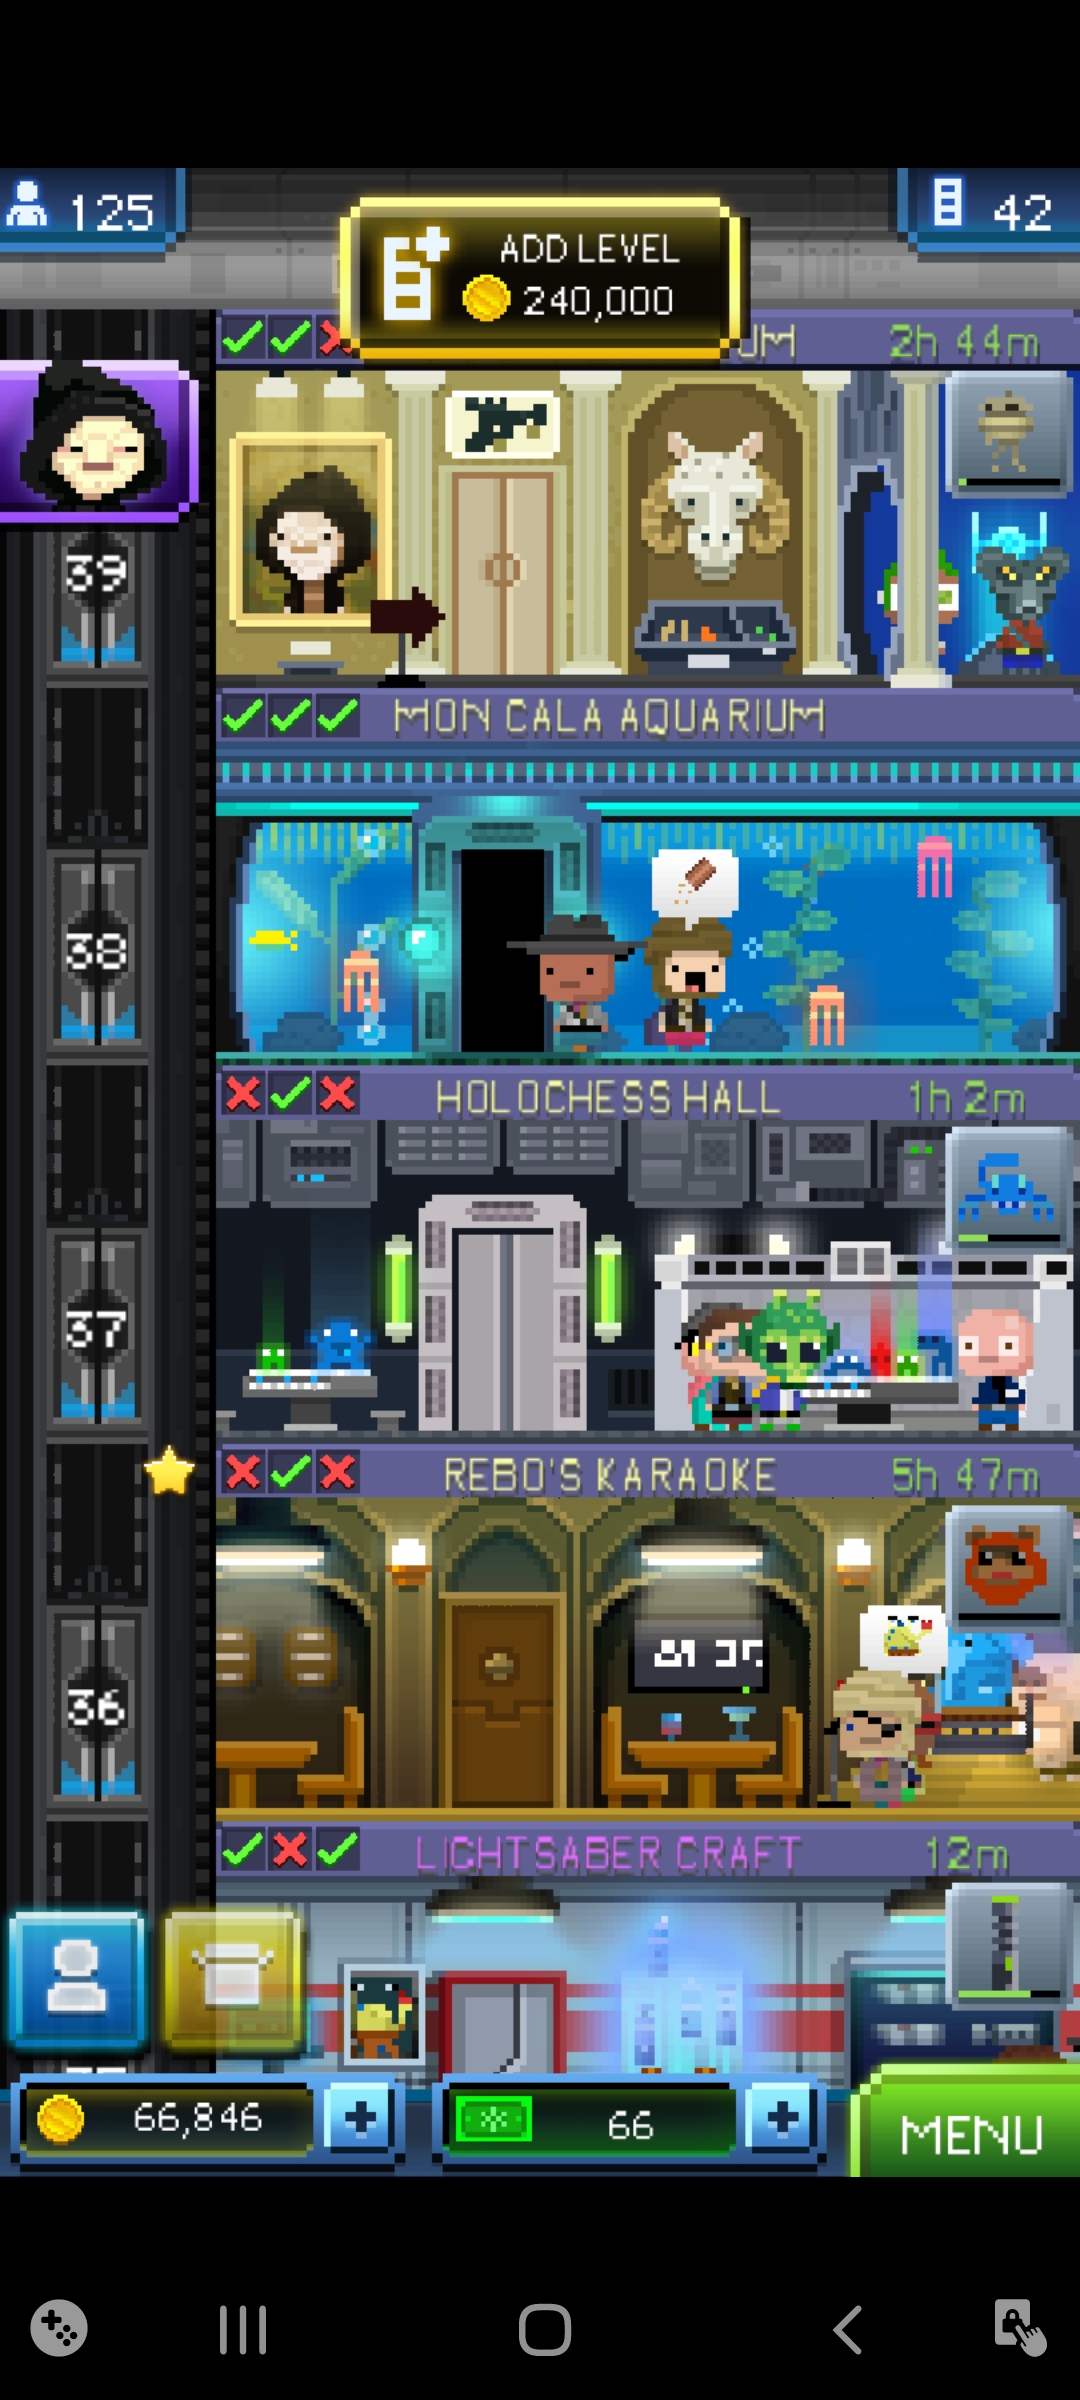 125
ADD LEVEL
240,000
42
UM 2h 44m
39
MON CALA AQUARIUM
38
HOLOCHESS HALL 1h 2m
37
REBO'S KARAOKE 5h 47m
36
LIGHTSABER CRAFT 12m
66,846
66
MENU